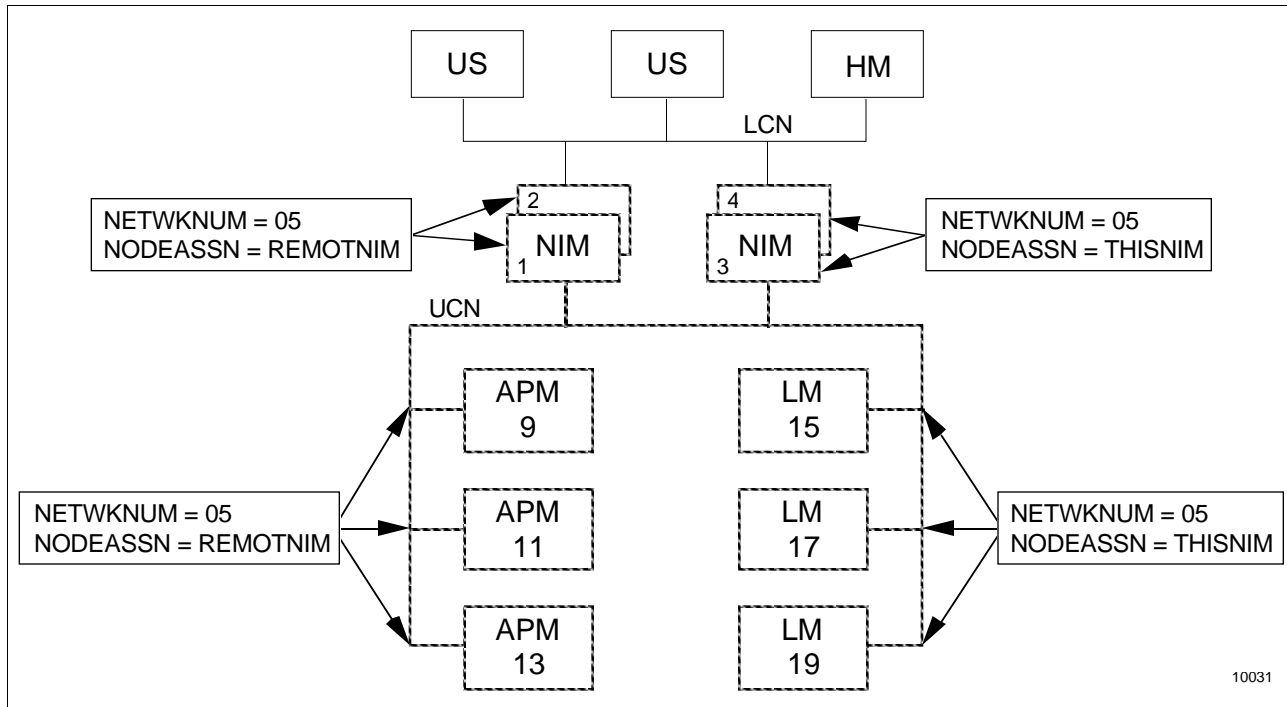 US
US
HM
LCN
2
NIM
1
4
NIM
3
NETWKNUM = 05
NODEASSN = REMOTNIM
NETWKNUM = 05
NODEASSN = THISNIM
UCN
APM
9
LM
15
APM
11
LM
17
APM
13
LM
19
NETWKNUM = 05
NODEASSN = REMOTNIM
NETWKNUM = 05
NODEASSN = THISNIM
10031